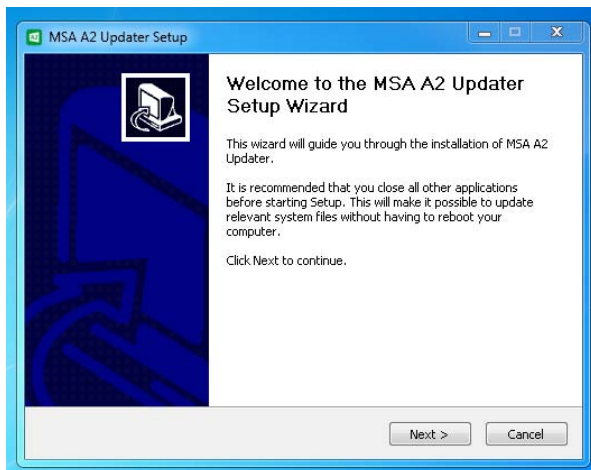 MSA A2 Updater Setup
Welcome to the MSA A2 Updater
Setup Wizard
This wizard will guide you through the installation of MSA A2
Updater.
It is recommended that you close all other applications
before starting Setup. This will make it possible to update
relevant system files without having to reboot your
computer.
Click Next to continue.
Next >
Cancel